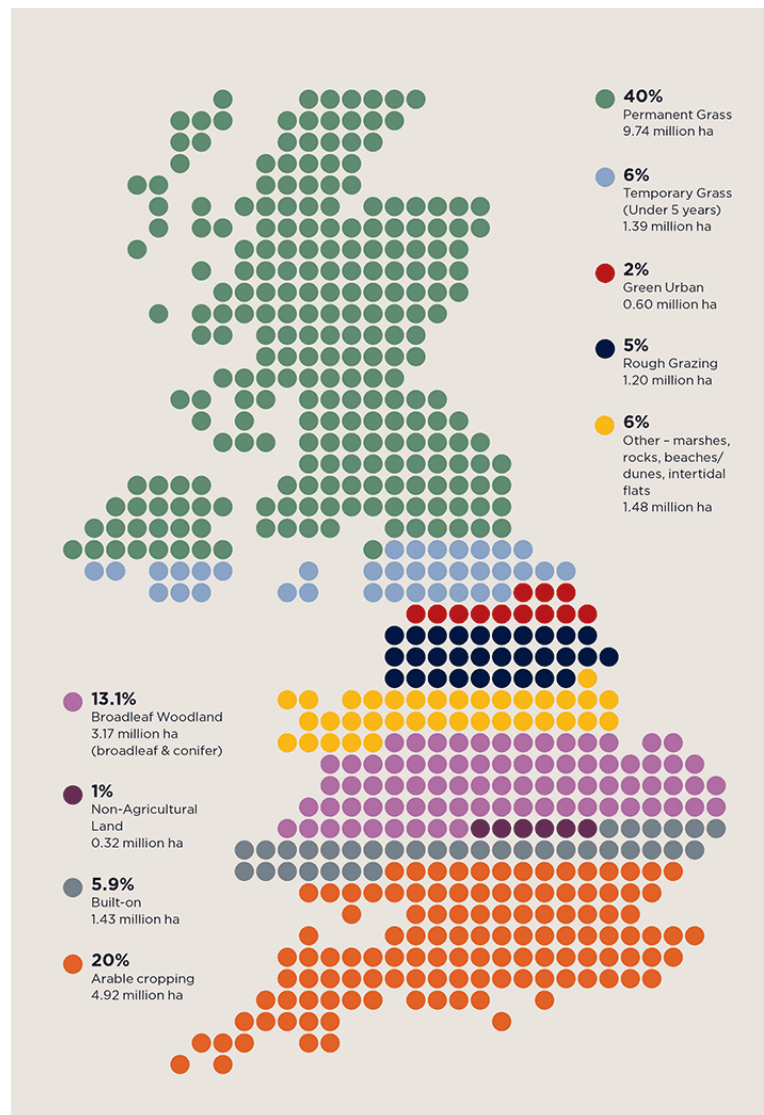 40%
Permanent Grass
9.74 million ha
6%
Temporary Grass
(Under 5 years)
1.39 million ha
2%
Green Urban
0.60 million ha
5%
Rough Grazing
1.20 million ha
6%
Other – marshes,
rocks, beaches/
dunes, intertidal
flats
1.48 million ha
13.1%
Broadleaf Woodland
3.17 million ha
(broadleaf & conifer)
1%
Non-Agricultural
Land
0.32 million ha
5.9%
Built-on
1.43 million ha
20%
Arable cropping
4.92 million ha